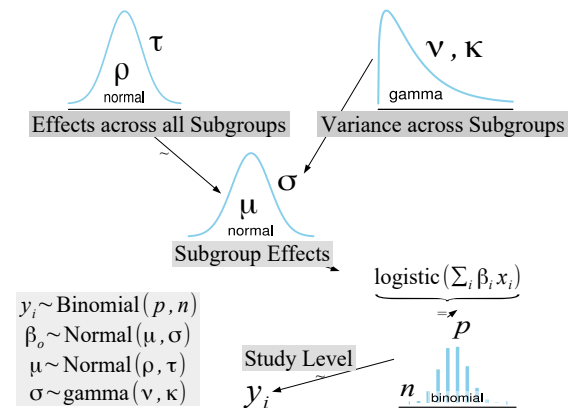 τ
ρ
normal
ν , κ
gamma
Effects across all Subgroups
Variance across Subgroups
~
σ
μ
normal
Subgroup Effects
logistic(∑ᵢ βᵢ xᵢ)
=
p
yᵢ ~ Binomial(p, n)
βₒ ~ Normal(μ, σ)
μ ~ Normal(ρ, τ)
σ ~ gamma(ν, κ)
Study Level
~
yᵢ
n
binomial